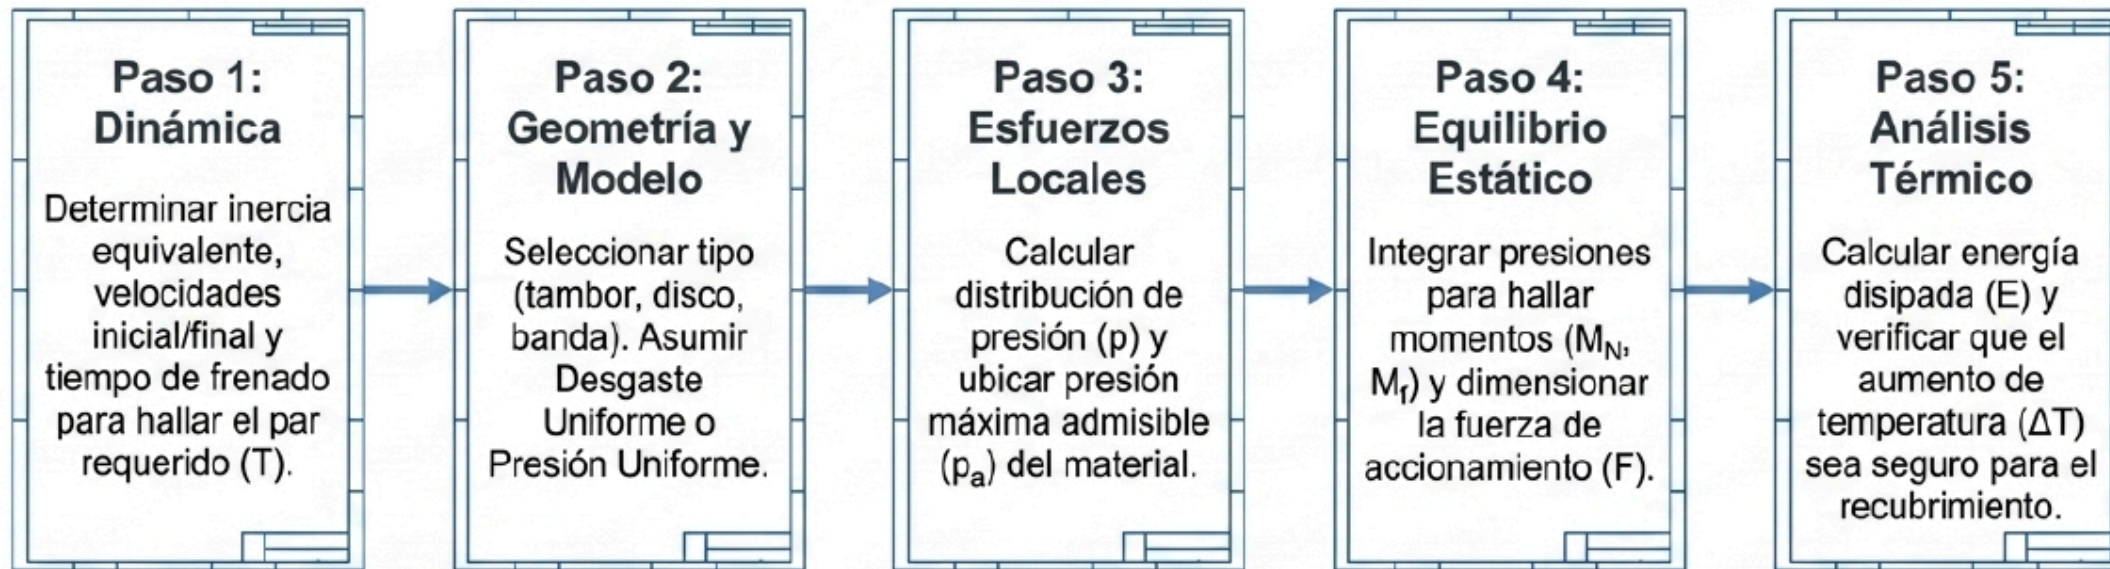 Paso 1:
Dinámica
Determinar inercia
equivalente,
velocidades
inicial/final y
tiempo de frenado
para hallar el par
requerido (T).
Paso 2:
Geometría y
Modelo
Seleccionar tipo
(tambor, disco,
banda). Asumir
Desgaste
Uniforme o
Presión Uniforme.
Paso 3:
Esfuerzos
Locales
Calcular
distribución de
presión (p) y
ubicar presión
máxima admisible
(pₐ) del material.
Paso 4:
Equilibrio
Estático
Integrar presiones
para hallar
momentos (M_N,
M_f) y dimensionar
la fuerza de
accionamiento (F).
Paso 5:
Análisis
Térmico
Calcular energía
disipada (E) y
verificar que el
aumento de
temperatura (ΔT)
sea seguro para el
recubrimiento.